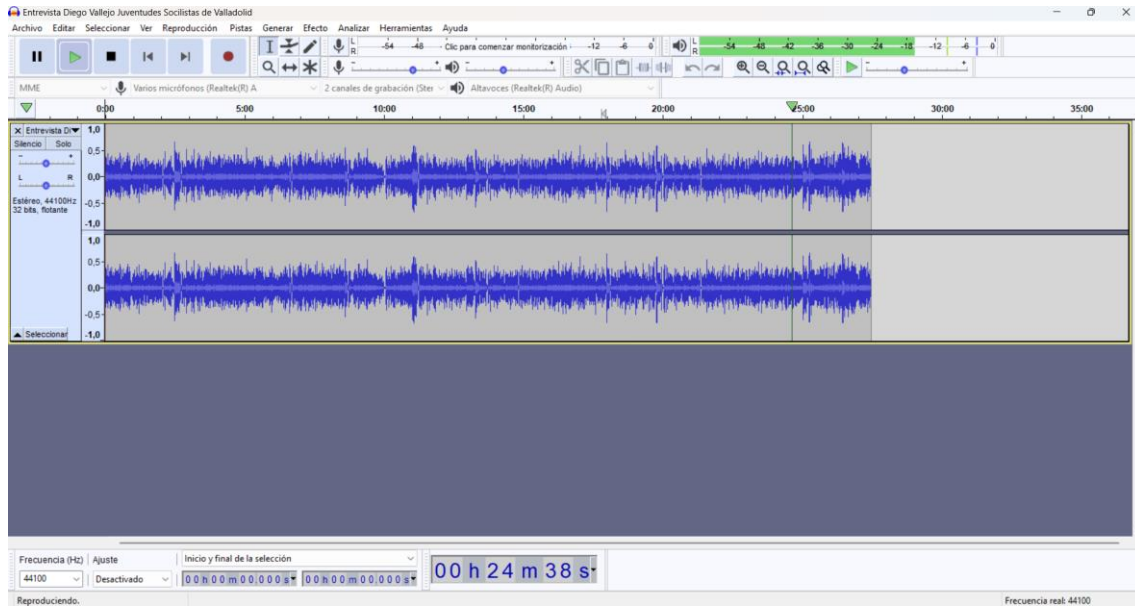 Entrevista Diego Vallejo Juventudes Socilistas de Valladolid
Archivo Editar Seleccionar Ver Reproducción Pistas Generar Efecto Analizar Herramientas Ayuda
L R -54 -48 - Clic para comenzar monitorización -12 -6 0 L R -54 -48 -42 -36 -30 -24 -18 -12 -6 0
MME Varios micrófonos (Realtek(R) A 2 canales de grabación (Ster Altavoces (Realtek(R) Audio)
0:00 5:00 10:00 15:00 20:00 25:00 30:00 35:00
Entrevista Di 1,0
Silencio Solo 0,5
- + 0,0
L R
Estéreo, 44100Hz -0,5
32 bits, flotante
-1,0
1,0
0,5
0,0
-0,5
Seleccionar -1,0
Frecuencia (Hz) Ajuste Inicio y final de la selección
44100 Desactivado 00 h 00 m 00,000 s 00 h 00 m 00,000 s 00 h 24 m 38 s
Reproduciendo. Frecuencia real: 44100